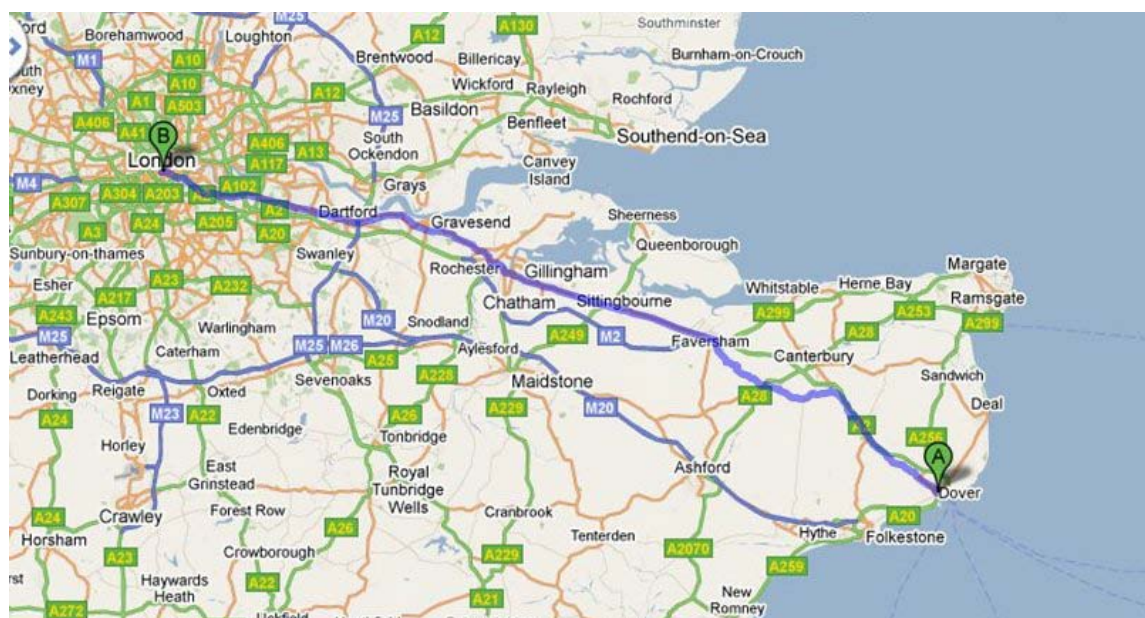 Borehamwood
Loughton
M25
A130
Southminster
A12
Brentwood
Billericay
Burnham-on-Crouch
M1
A10
A10
Wickford
Rayleigh
A1
A503
A12
M25
Basildon
Rochford
A406
A41
B
London
A406
A13
South
Ockendon
Benfleet
Southend-on-Sea
A117
Canvey
Island
M4
A304
A203
A102
Grays
A307
A2
Dartford
Gravesend
Sheerness
A3
A24
A205
A20
Queenborough
Sunbury-on-thames
Swanley
Rochester
Gillingham
Margate
Esher
A23
A232
Chatham
Sittingbourne
Whitstable
Herne Bay
Ramsgate
A217
A243
Epsom
Warlingham
M20
Snodland
A299
A253
A299
M25
Leatherhead
Caterham
M25
M26
A25
Aylesford
A249
M2
Faversham
A28
Canterbury
Dorking
Reigate
Oxted
Sevenoaks
A228
Maidstone
Sandwich
A24
M23
A22
A26
A229
M20
A28
Deal
Horley
Edenbridge
Tonbridge
A2
A256
A
East
Grinstead
Royal
Tunbridge
Wells
Ashford
Dover
A24
Crawley
Forest Row
Cranbrook
A20
Horsham
A26
Tenterden
Hythe
Folkestone
A23
Crowborough
A229
A2070
A259
Haywards
Heath
A22
A21
New
Romney
A272